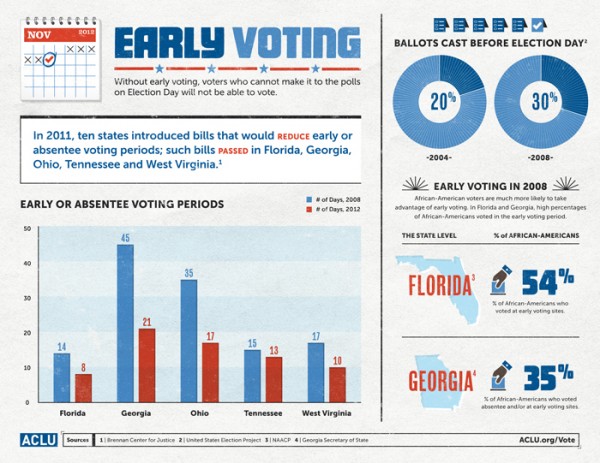 NOV 2012
EARLY VOTING
Without early voting, voters who cannot make it to the polls
on Election Day will not be able to vote.
In 2011, ten states introduced bills that would REDUCE early or
absentee voting periods; such bills PASSED in Florida, Georgia,
Ohio, Tennessee and West Virginia.1
EARLY OR ABSENTEE VOTING PERIODS
# of Days, 2008
# of Days, 2012
50
40
30
20
10
0
14
8
45
21
35
17
15
13
17
10
Florida
Georgia
Ohio
Tennessee
West Virginia
BALLOTS CAST BEFORE ELECTION DAY2
20%
30%
-2004-
-2008-
EARLY VOTING IN 2008
African-American voters are much more likely to take
advantage of early voting. In Florida and Georgia, high percentages
of African-Americans voted in the early voting period.
THE STATE LEVEL
% of AFRICAN-AMERICANS
FLORIDA3
54%
% of African-Americans who
voted at early voting sites.
GEORGIA4
35%
% of African-Americans who voted
absentee and/or at early voting sites.
ACLU
Sources
1 | Brennan Center for Justice 2 | United States Election Project 3 | NAACP 4 | Georgia Secretary of State
ACLU.org/Vote